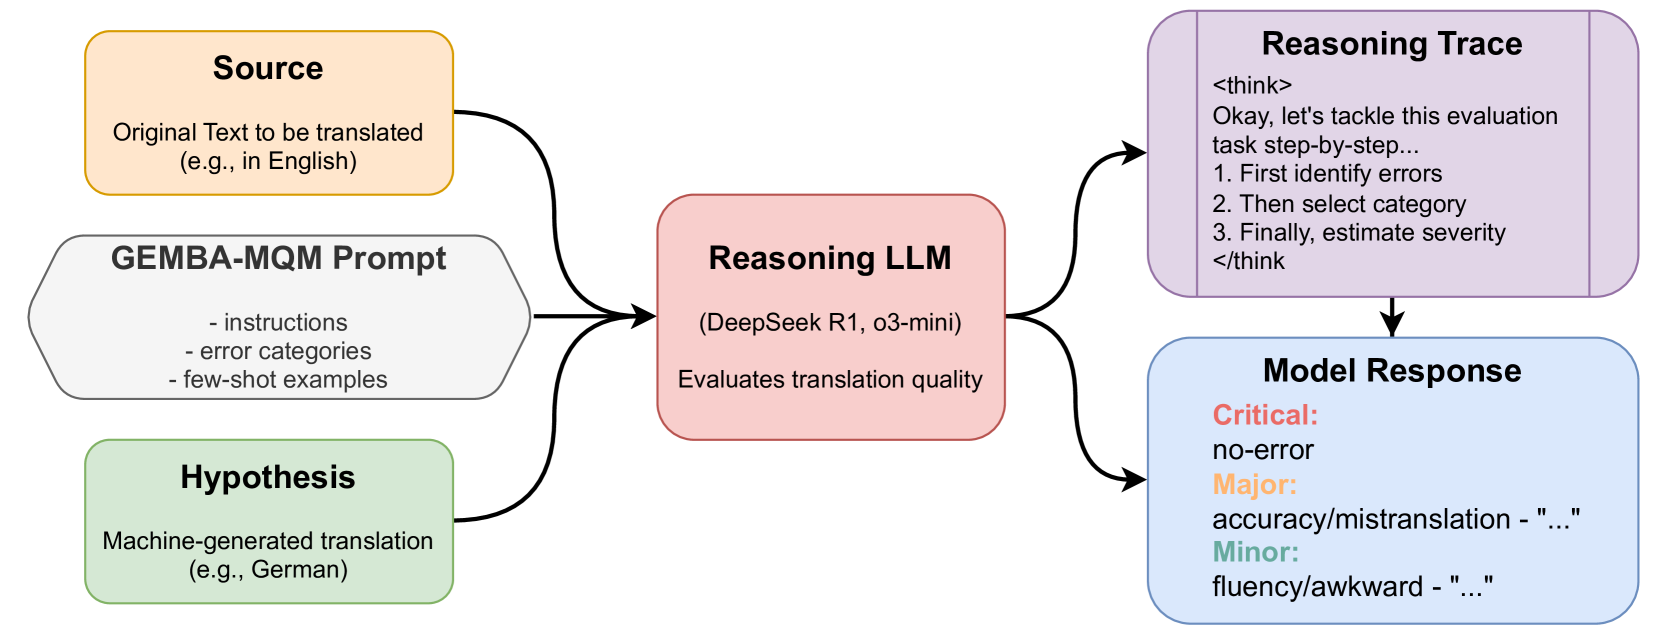 Source
Original Text to be translated
(e.g., in English)
GEMBA-MQM Prompt
- instructions
- error categories
- few-shot examples
Hypothesis
Machine-generated translation
(e.g., German)
Reasoning LLM
(DeepSeek R1, o3-mini)
Evaluates translation quality
Reasoning Trace
<think>
Okay, let's tackle this evaluation
task step-by-step...
1. First identify errors
2. Then select category
3. Finally, estimate severity
</think
Model Response
Critical:
no-error
Major:
accuracy/mistranslation - "..."
Minor:
fluency/awkward - "..."